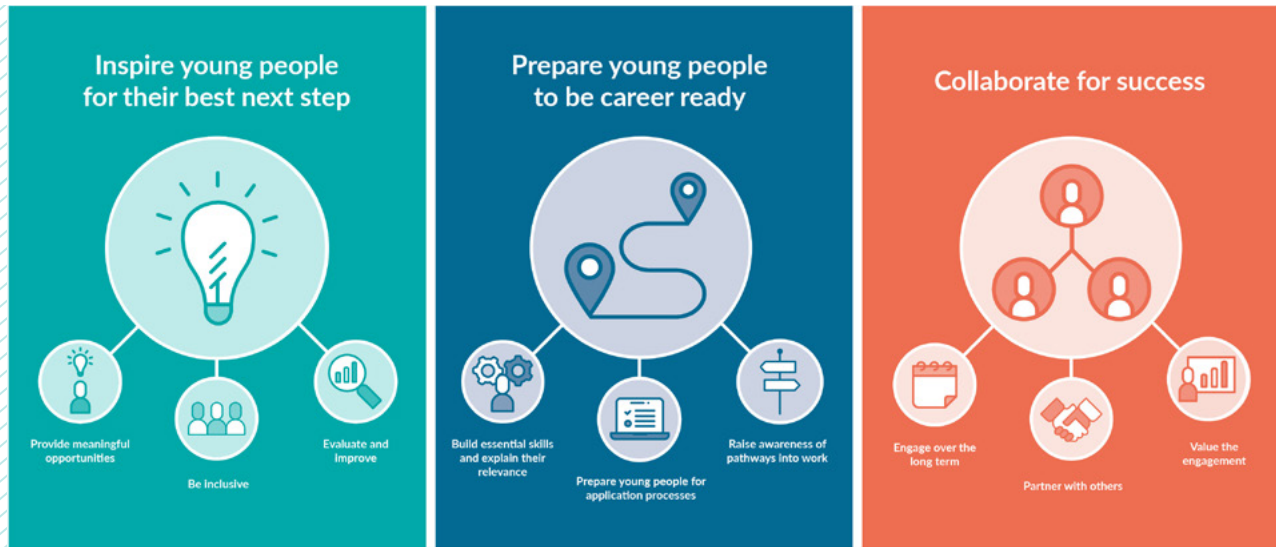 Inspire young people
for their best next step
Provide meaningful
opportunities
Be inclusive
Evaluate and
improve
Prepare young people
to be career ready
Build essential skills
and explain their
relevance
Prepare young people for
application processes
Raise awareness of
pathways into work
Collaborate for success
Engage over the
long term
Partner with others
Value the
engagement